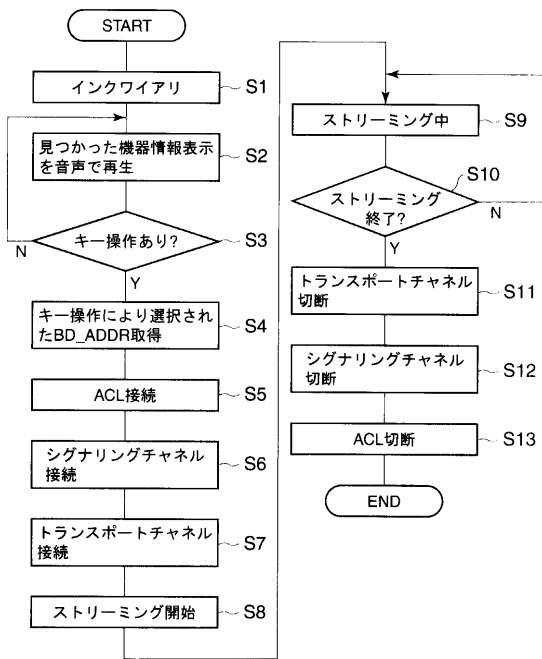 START
インクワイアリ
S1
見つかった機器情報表示
を音声で再生
S2
キー操作あり?
S3
N
Y
キー操作により選択され
たBD_ADDR取得
S4
ACL接続
S5
シグナリングチャネル
接続
S6
トランスポートチャネル
接続
S7
ストリーミング開始
S8
ストリーミング中
S9
S10
ストリーミング
終了?
N
Y
トランスポートチャネル
切断
S11
シグナリングチャネル
切断
S12
ACL切断
S13
END